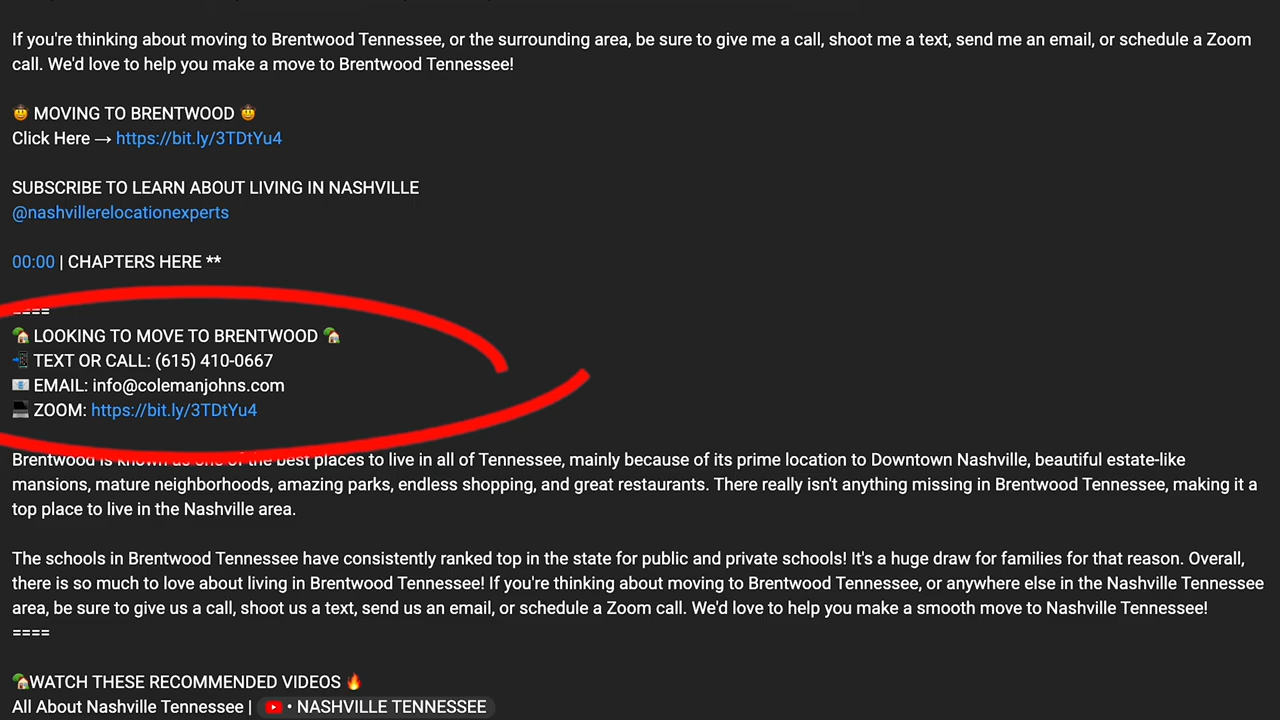 If you're thinking about moving to Brentwood Tennessee, or the surrounding area, be sure to give me a call, shoot me a text, send me an email, or schedule a Zoom
call. We'd love to help you make a move to Brentwood Tennessee!
🤠 MOVING TO BRENTWOOD 🤠
Click Here → https://bit.ly/3TDtYu4
SUBSCRIBE TO LEARN ABOUT LIVING IN NASHVILLE
@nashvillerelocationexperts
00:00 | CHAPTERS HERE **
====
🏡 LOOKING TO MOVE TO BRENTWOOD 🏡
📲 TEXT OR CALL: (615) 410-0667
📧 EMAIL: info@colemanjohns.com
💻 ZOOM: https://bit.ly/3TDtYu4
Brentwood is known as one of the best places to live in all of Tennessee, mainly because of its prime location to Downtown Nashville, beautiful estate-like
mansions, mature neighborhoods, amazing parks, endless shopping, and great restaurants. There really isn't anything missing in Brentwood Tennessee, making it a
top place to live in the Nashville area.
The schools in Brentwood Tennessee have consistently ranked top in the state for public and private schools! It's a huge draw for families for that reason. Overall,
there is so much to love about living in Brentwood Tennessee! If you're thinking about moving to Brentwood Tennessee, or anywhere else in the Nashville Tennessee
area, be sure to give us a call, shoot us a text, send us an email, or schedule a Zoom call. We'd love to help you make a smooth move to Nashville Tennessee!
====
🏡WATCH THESE RECOMMENDED VIDEOS 🔥
All About Nashville Tennessee | • NASHVILLE TENNESSEE